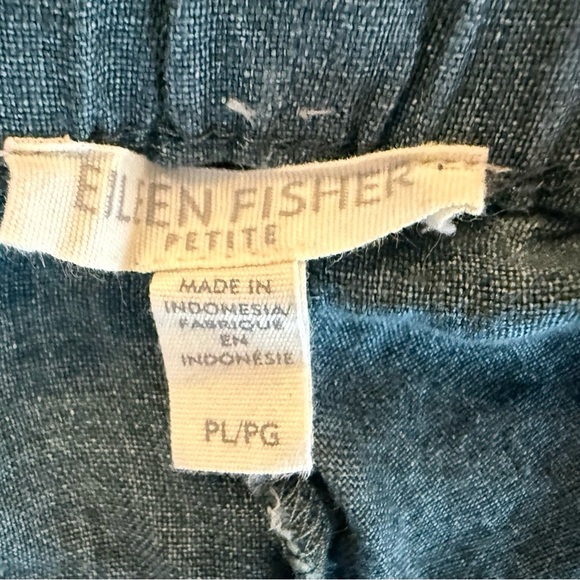 EILEEN FISHER
PETITE
MADE IN
INDONESIA/
FABRIQUE
EN
INDONÉSIE
PL/PG